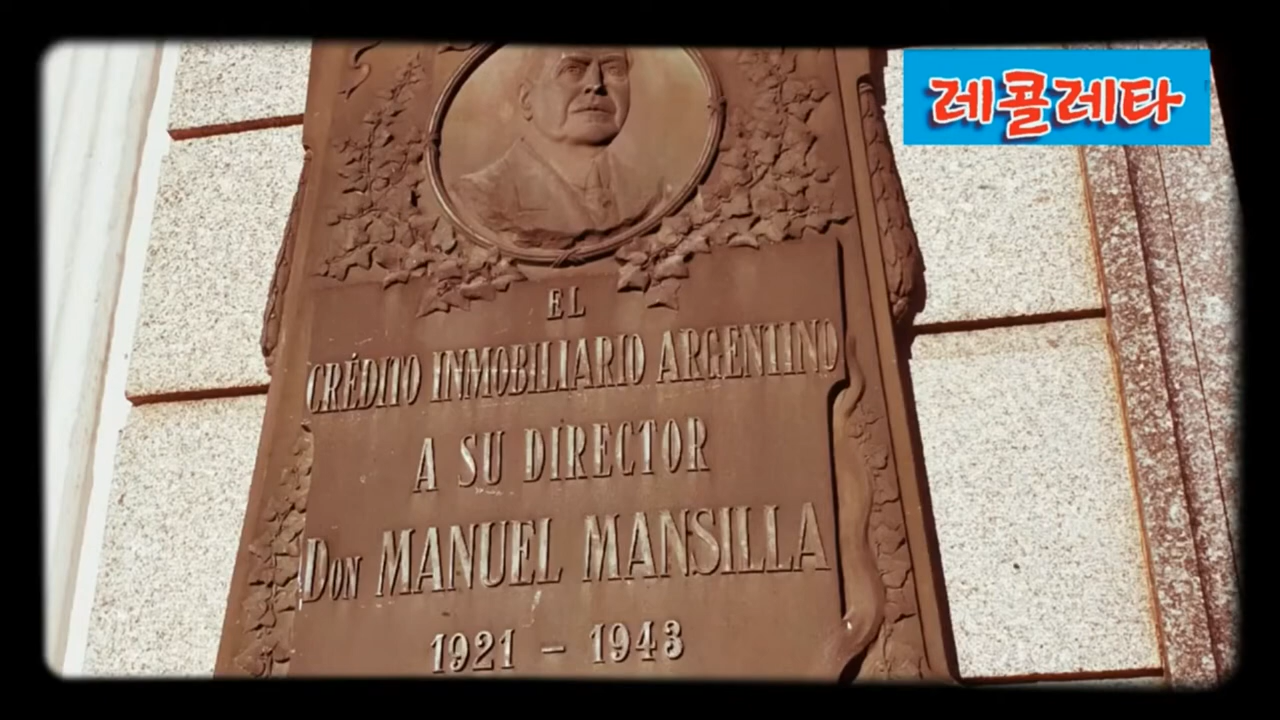 레콜레타
EL
CRÉDITO INMOBILIARIO ARGENTINO
A SU DIRECTOR
DON MANUEL MANSILLA
1921 – 1943